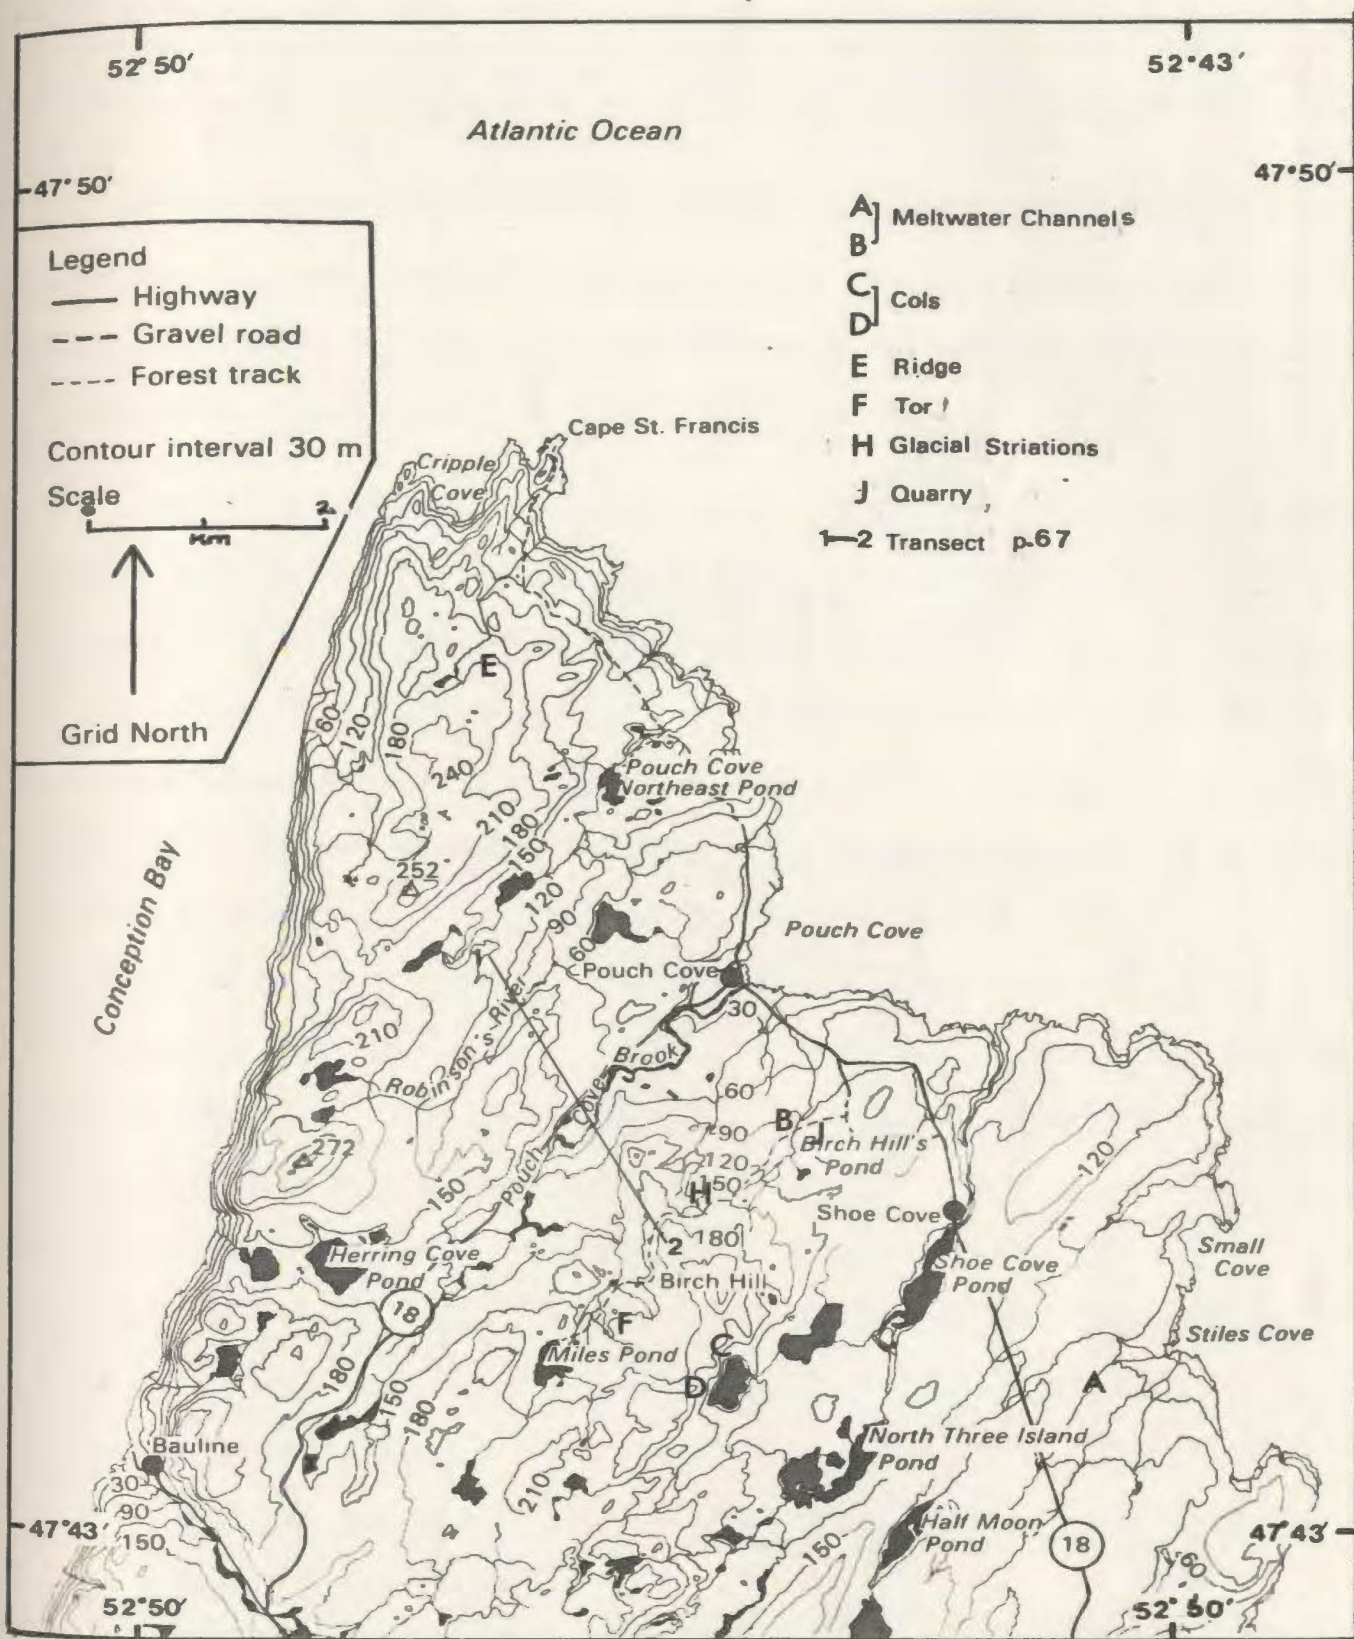 52°50'
52°43'
Atlantic Ocean
47°50'
47°50'
Legend
Highway
Gravel road
Forest track
Contour interval 30 m
Scale
2
Km
Grid North
A
B
Meltwater Channels
C
D
Cols
E Ridge
F Tor
H Glacial Striations
J Quarry
1—2 Transect p.67
Cape St. Francis
Cripple
Cove
E
60
120
180
240
Pouch Cove
Northeast Pond
210
180
150
252
120
90
60
Conception Bay
Pouch Cove
Pouch Cove
30
210
Robinson's River
Pouch Cove Brook
60
272
B
J
90
Birch Hill's
Pond
120
120
150
150
H
Shoe Cove
2
180
Small
Cove
Herring Cove
Pond
Shoe Cove
Pond
Birch Hill
18
F
C
Stiles Cove
Miles Pond
D
A
180
150
180
North Three Island
Pond
Bauline
30
90
150
210
Half Moon
Pond
47°43'
47°43'
18
150
60
52°50'
52°50'